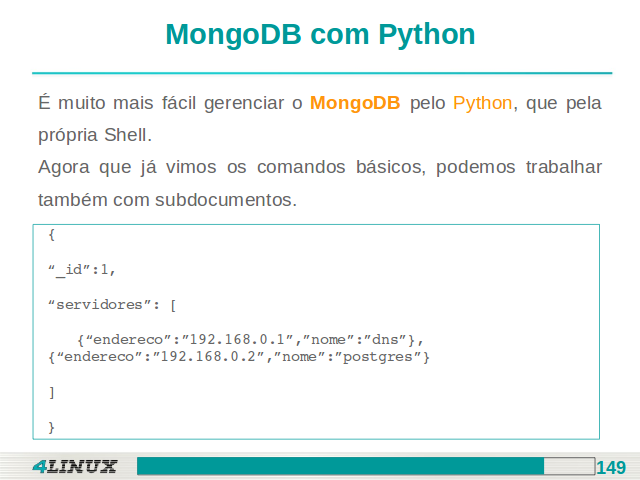 MongoDB com Python
É muito mais fácil gerenciar o MongoDB pelo Python, que pela
própria Shell.
Agora que já vimos os comandos básicos, podemos trabalhar
também com subdocumentos.
{
“_id”:1,
“servidores”: [
{“endereco”:”192.168.0.1”,”nome”:”dns”},
{“endereco”:”192.168.0.2”,”nome”:”postgres”}
]
}
4LINUX
149